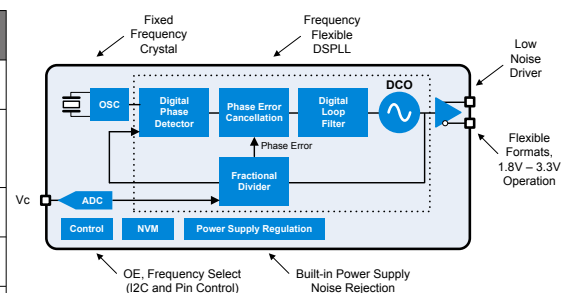 Fixed
Frequency
Crystal
Frequency
Flexible
DSPLL
Low
Noise
Driver
OSC
Digital
Phase
Detector
Phase Error
Cancellation
Digital
Loop
Filter
DCO
Phase Error
Fractional
Divider
Flexible
Formats,
1.8V – 3.3V
Operation
Vc
ADC
Control
NVM
Power Supply Regulation
OE, Frequency Select
(I2C and Pin Control)
Built-in Power Supply
Noise Rejection